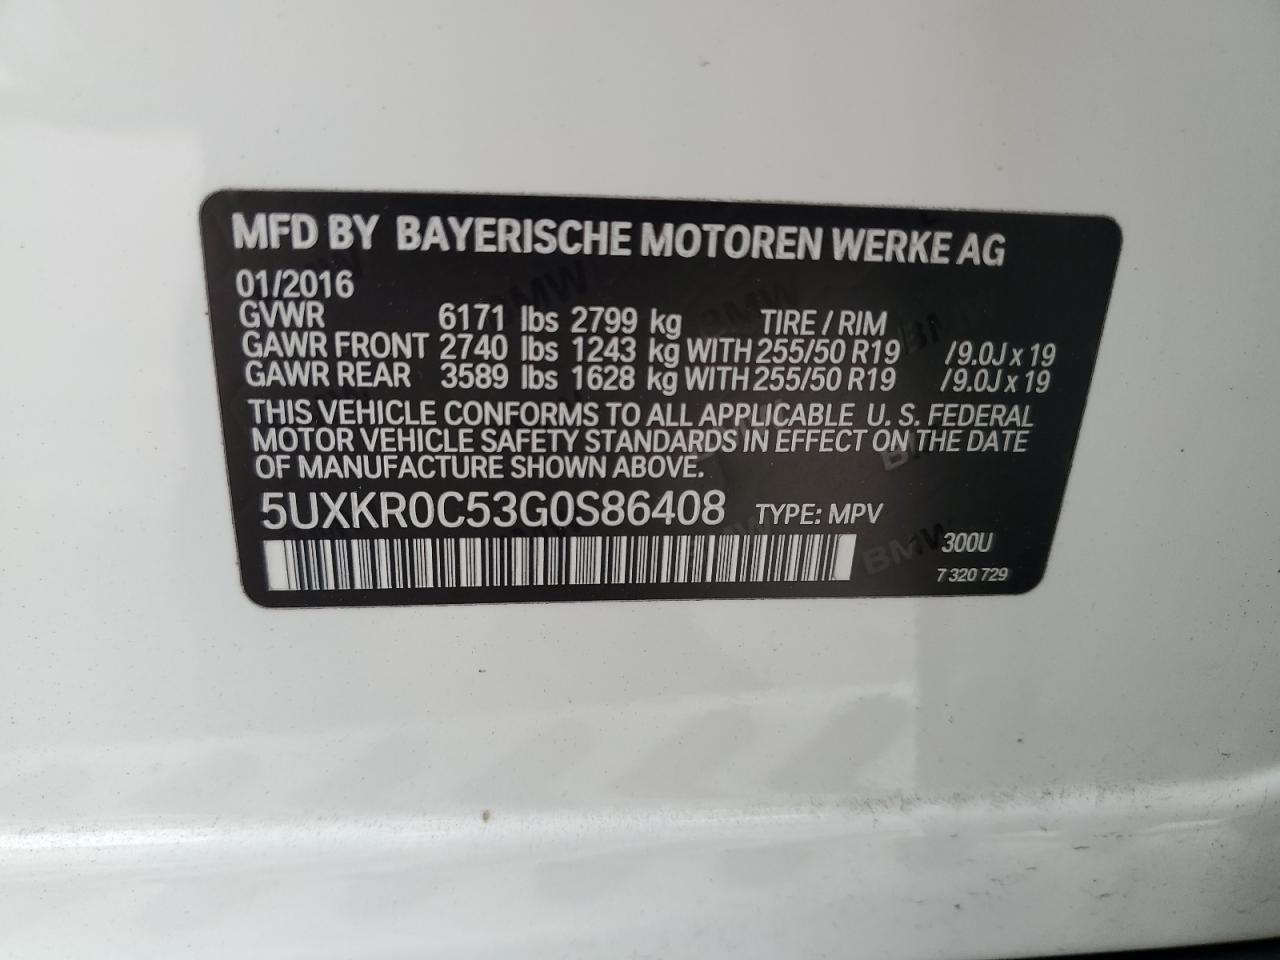 MFD BY BAYERISCHE MOTOREN WERKE AG
01/2016
GVWR 6171 lbs 2799 kg TIRE / RIM
GAWR FRONT 2740 lbs 1243 kg WITH 255/50 R19 /9.0J x 19
GAWR REAR 3589 lbs 1628 kg WITH 255/50 R19 /9.0J x 19
THIS VEHICLE CONFORMS TO ALL APPLICABLE U. S. FEDERAL
MOTOR VEHICLE SAFETY STANDARDS IN EFFECT ON THE DATE
OF MANUFACTURE SHOWN ABOVE.
5UXKR0C53G0S86408 TYPE: MPV
300U
7 320 729